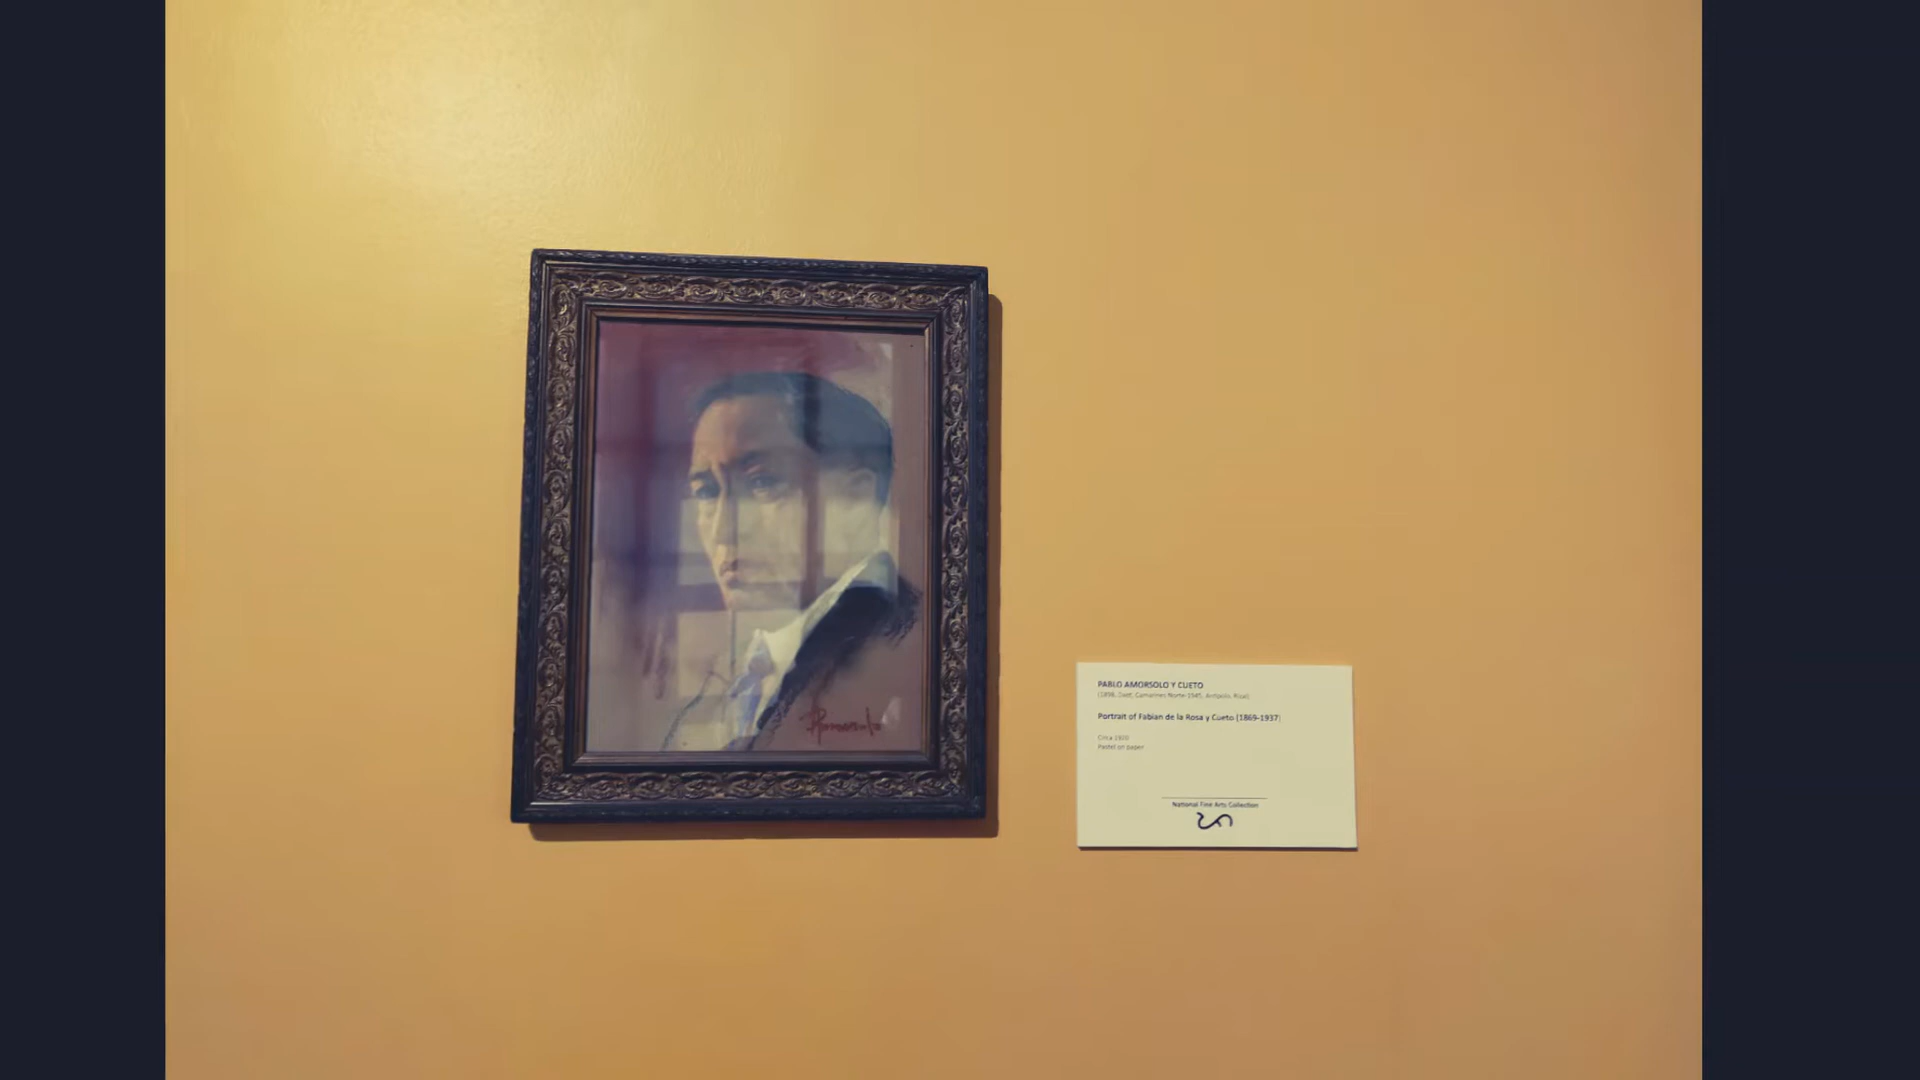 PABLO AMORSOLO Y CUETO
(1898, Daet, Camarines Norte-1945, Antipolo, Rizal)
Portrait of Fabian de la Rosa y Cueto (1869-1937)
Circa 1920
Pastel on paper
National Fine Arts Collection
PAmorsolo